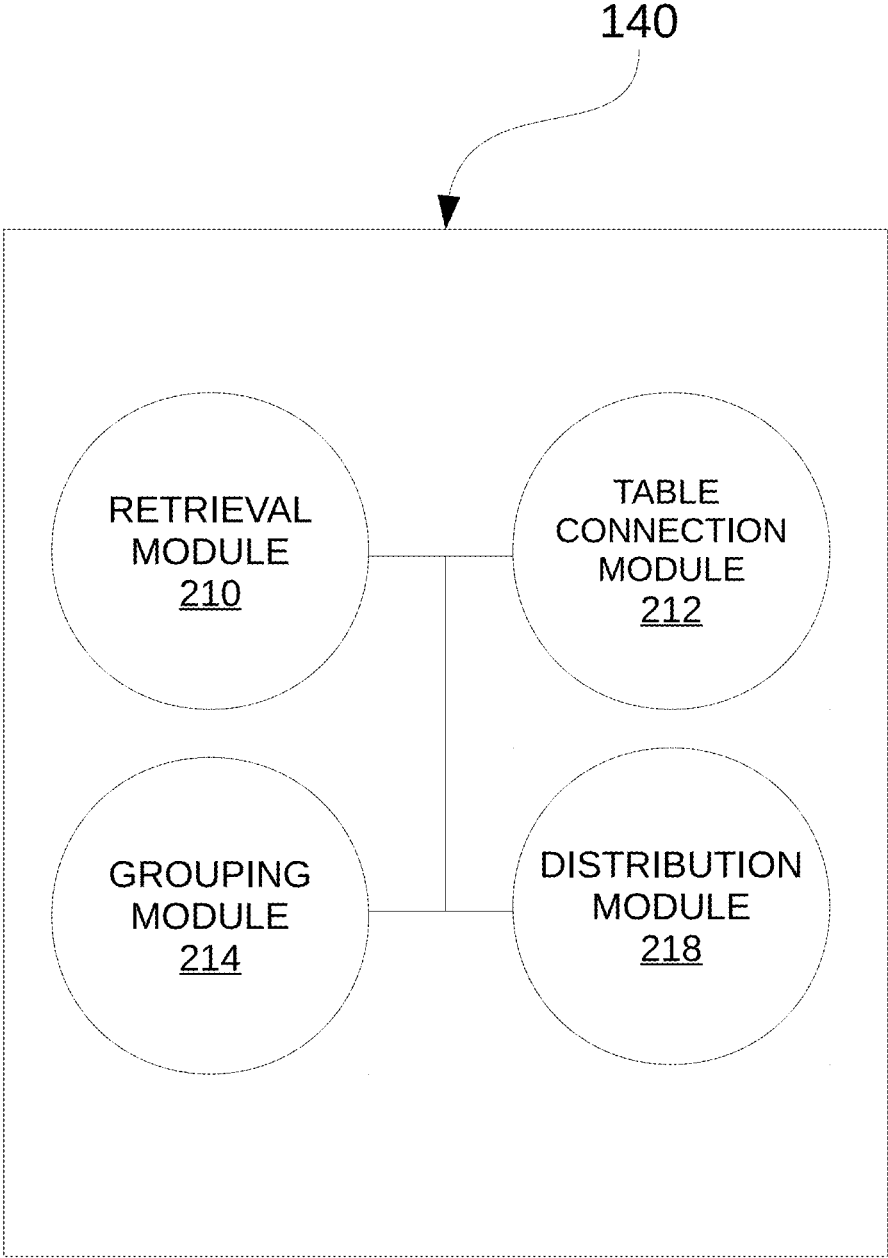 140
RETRIEVAL
MODULE
210
TABLE
CONNECTION
MODULE
212
GROUPING
MODULE
214
DISTRIBUTION
MODULE
218